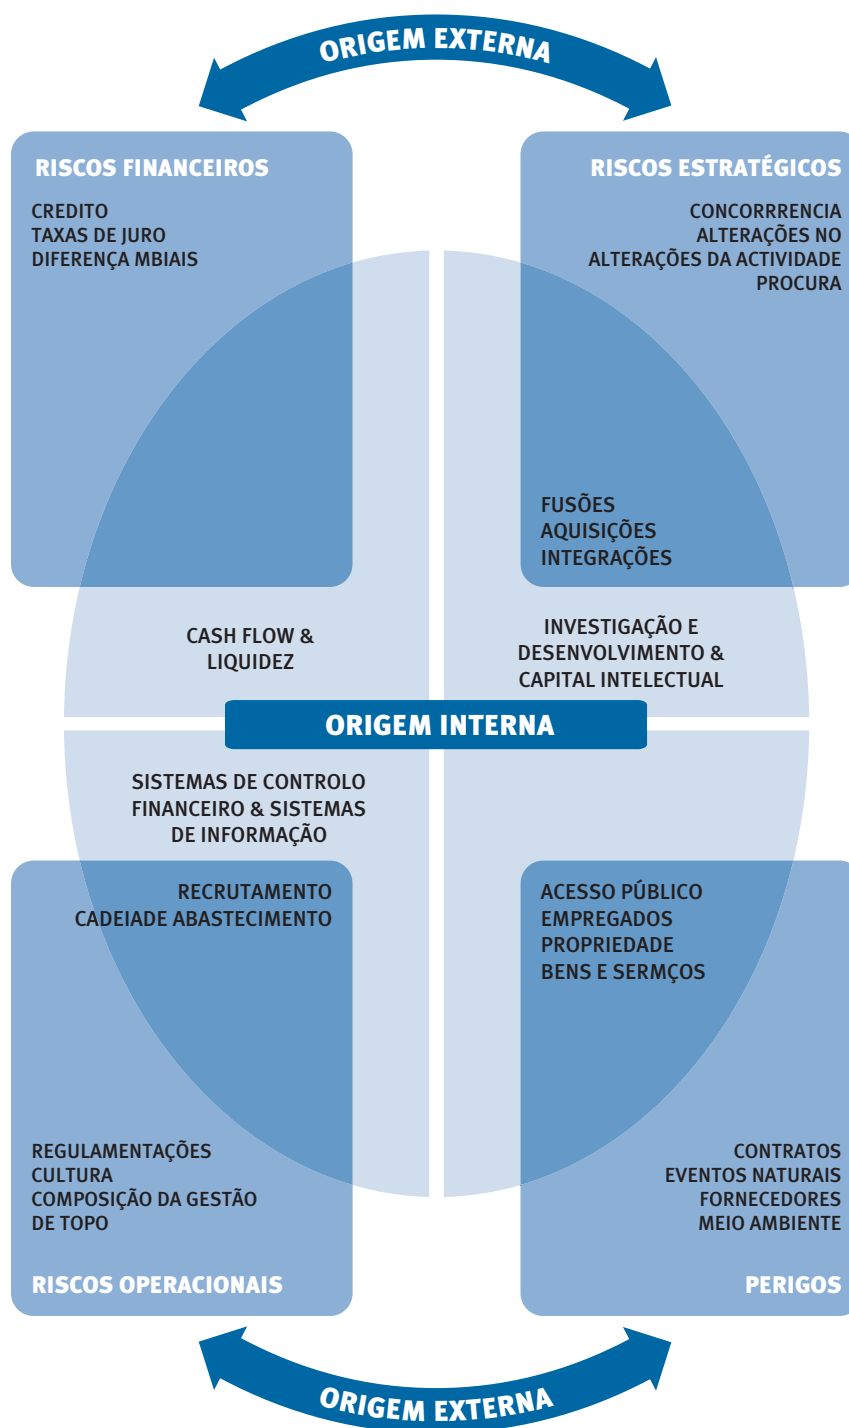 ORIGEM EXTERNA
RISCOS FINANCEIROS
CREDITO
TAXAS DE JURO
DIFERENÇA MBIAIS
RISCOS ESTRATÉGICOS
CONCORRRENCIA
ALTERAÇÕES NO
ALTERAÇÕES DA ACTIVIDADE
PROCURA
FUSÕES
AQUISIÇÕES
INTEGRAÇÕES
CASH FLOW &
LIQUIDEZ
INVESTIGAÇÃO E
DESENVOLVIMENTO &
CAPITAL INTELECTUAL
ORIGEM INTERNA
SISTEMAS DE CONTROLO
FINANCEIRO & SISTEMAS
DE INFORMAÇÃO
RECRUTAMENTO
CADEIADE ABASTECIMENTO
ACESSO PÚBLICO
EMPREGADOS
PROPRIEDADE
BENS E SERMÇOS
REGULAMENTAÇÕES
CULTURA
COMPOSIÇÃO DA GESTÃO
DE TOPO
RISCOS OPERACIONAIS
CONTRATOS
EVENTOS NATURAIS
FORNECEDORES
MEIO AMBIENTE
PERIGOS
ORIGEM EXTERNA